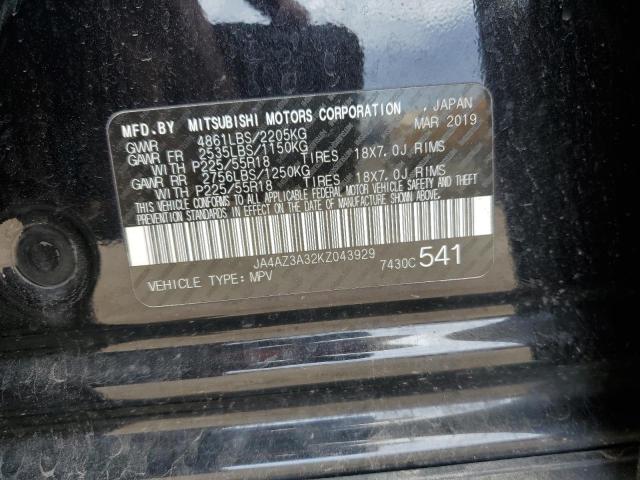 MFD.BY MITSUBISHI MOTORS CORPORATION , JAPAN
GVWR 4861LBS/2205KG MAR 2019
GAWR FR 2535LBS/1150KG
WITH P225/55R18 TIRES 18X7.0J RIMS
GAWR RR 2756LBS/1250KG
WITH P225/55R18 TIRES 18X7.0J RIMS
THIS VEHICLE CONFORMS TO ALL APPLICABLE FEDERAL MOTOR VEHICLE SAFETY AND
THEFT PREVENTION STANDARDS IN EFFECT ON THE DATE OF MANUFACTURE SHOWN ABOVE.
JA4AZ3A32KZ043929
VEHICLE TYPE: MPV 7430C 541